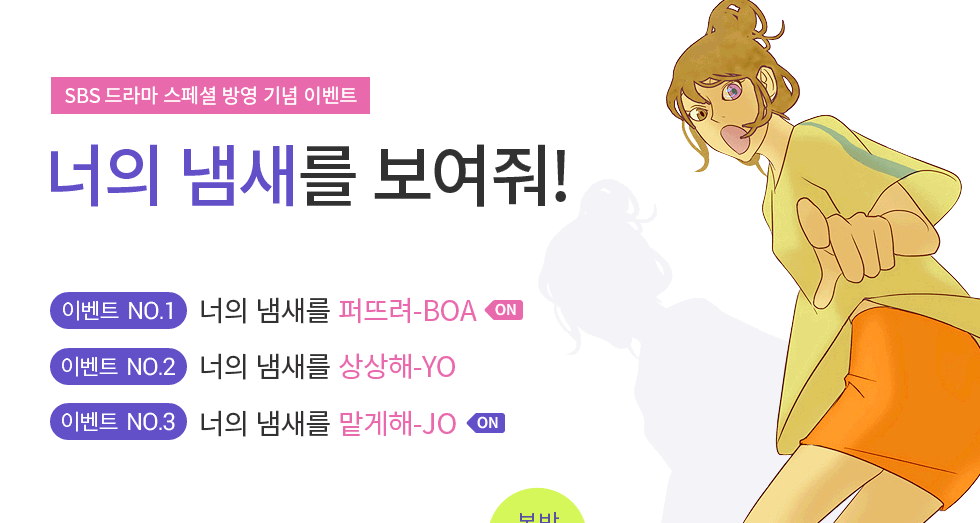 SBS 드라마 스페셜 방영 기념 이벤트
너의 냄새를 보여줘!
이벤트 NO.1 너의 냄새를 퍼뜨려-BOA ON
이벤트 NO.2 너의 냄새를 상상해-YO
이벤트 NO.3 너의 냄새를 맡게해-JO ON